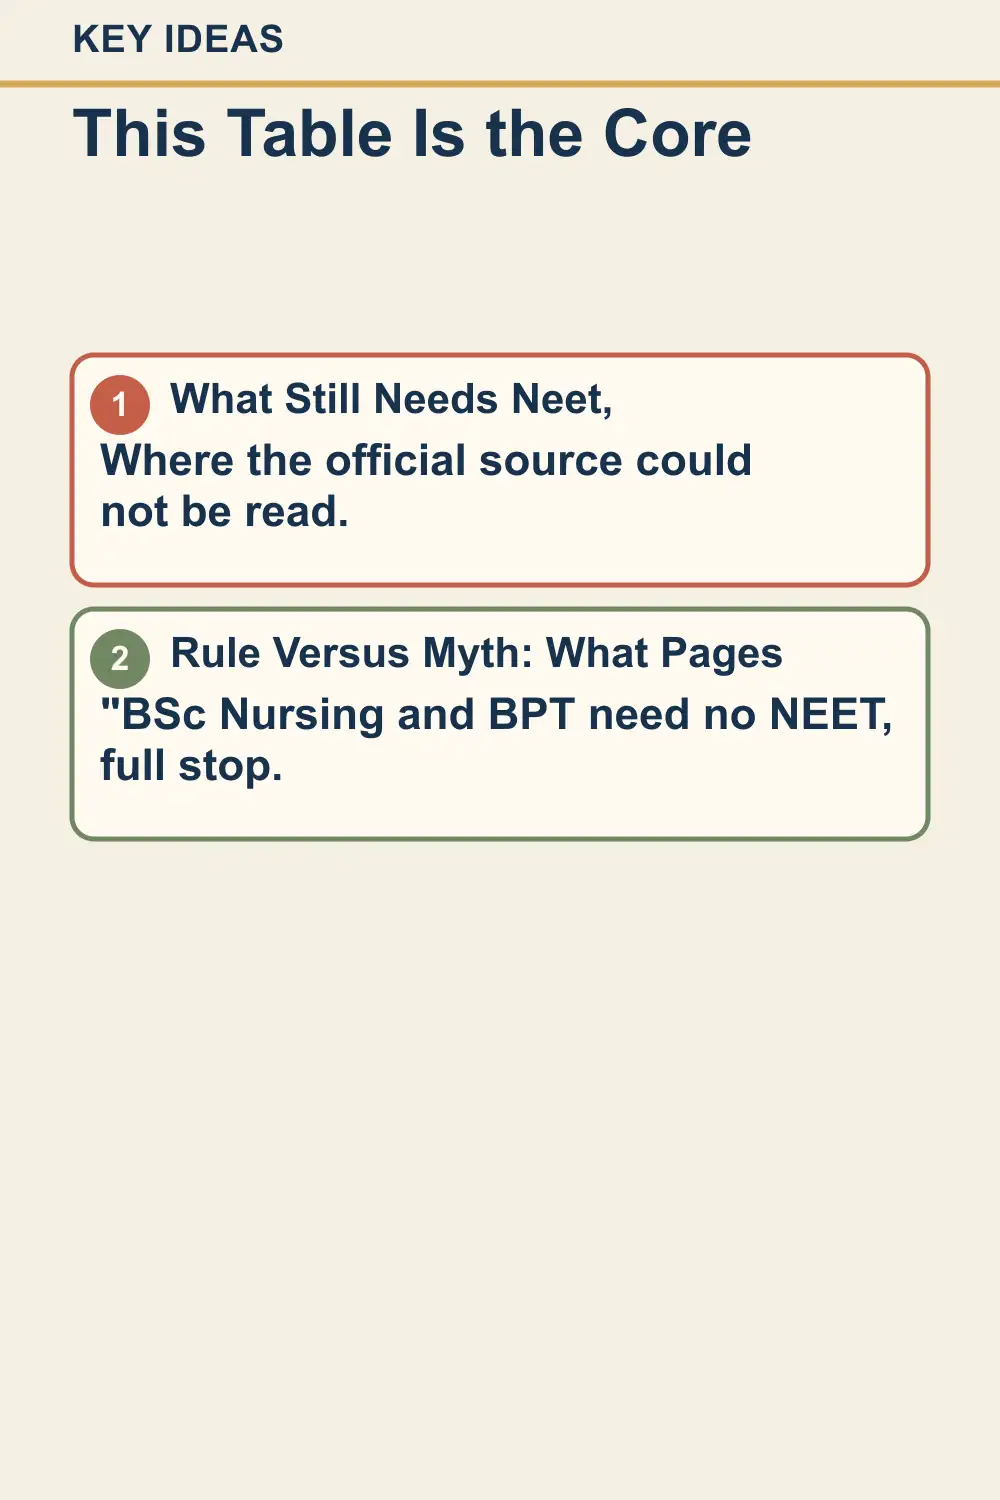 KEY IDEAS
This Table Is the Core
1 What Still Needs Neet,
Where the official source could
not be read.
2 Rule Versus Myth: What Pages
"BSc Nursing and BPT need no NEET,
full stop.